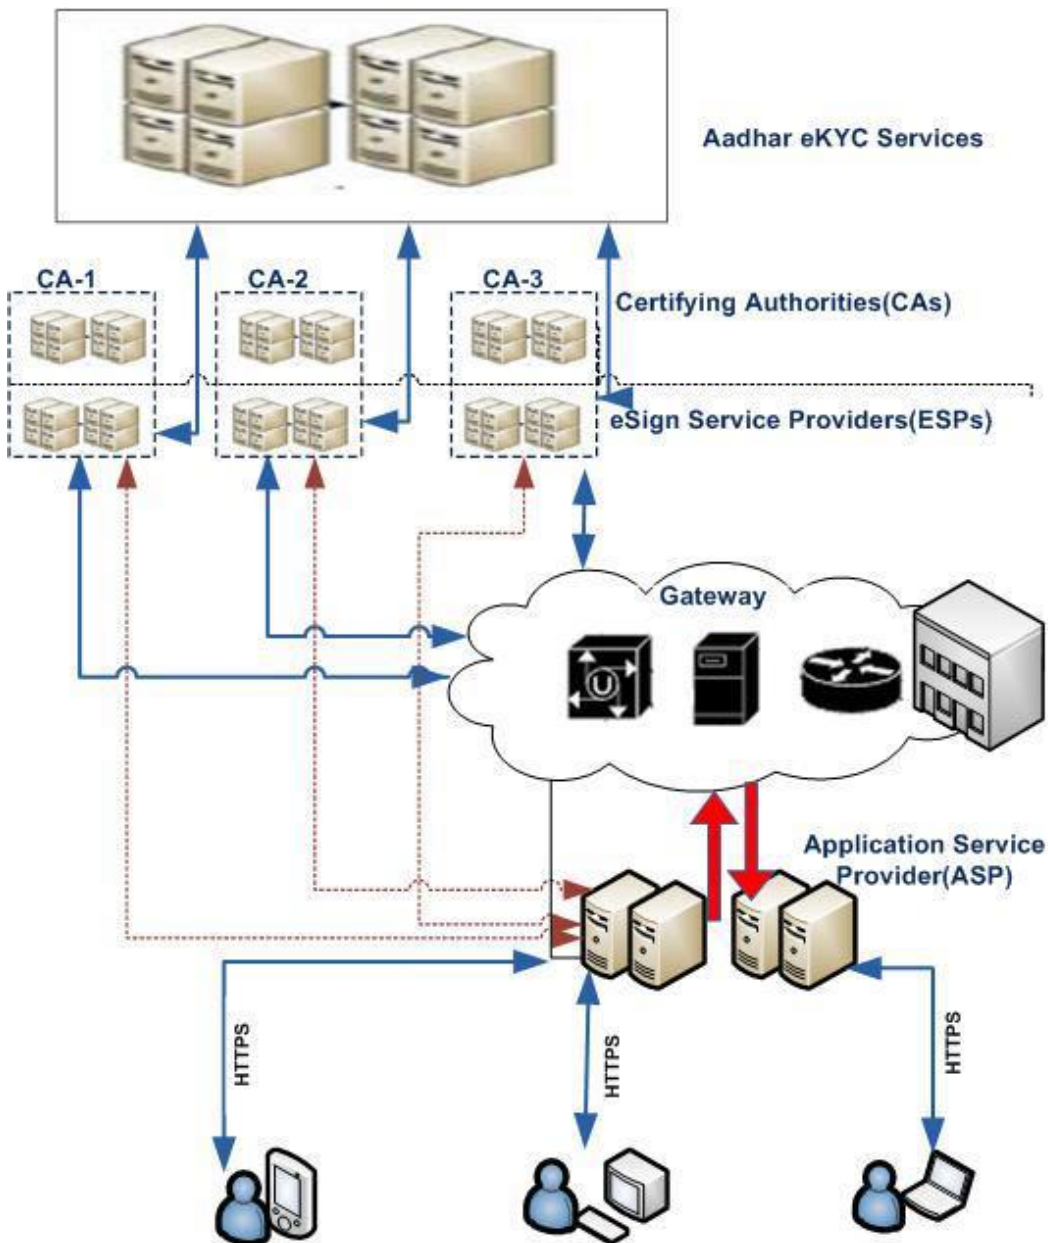 Aadhar eKYC Services
CA-1
CA-2
CA-3
Certifying Authorities(CAs)
eSign Service Providers(ESPs)
Gateway
U
Application Service
Provider(ASP)
HTTPS
HTTPS
HTTPS